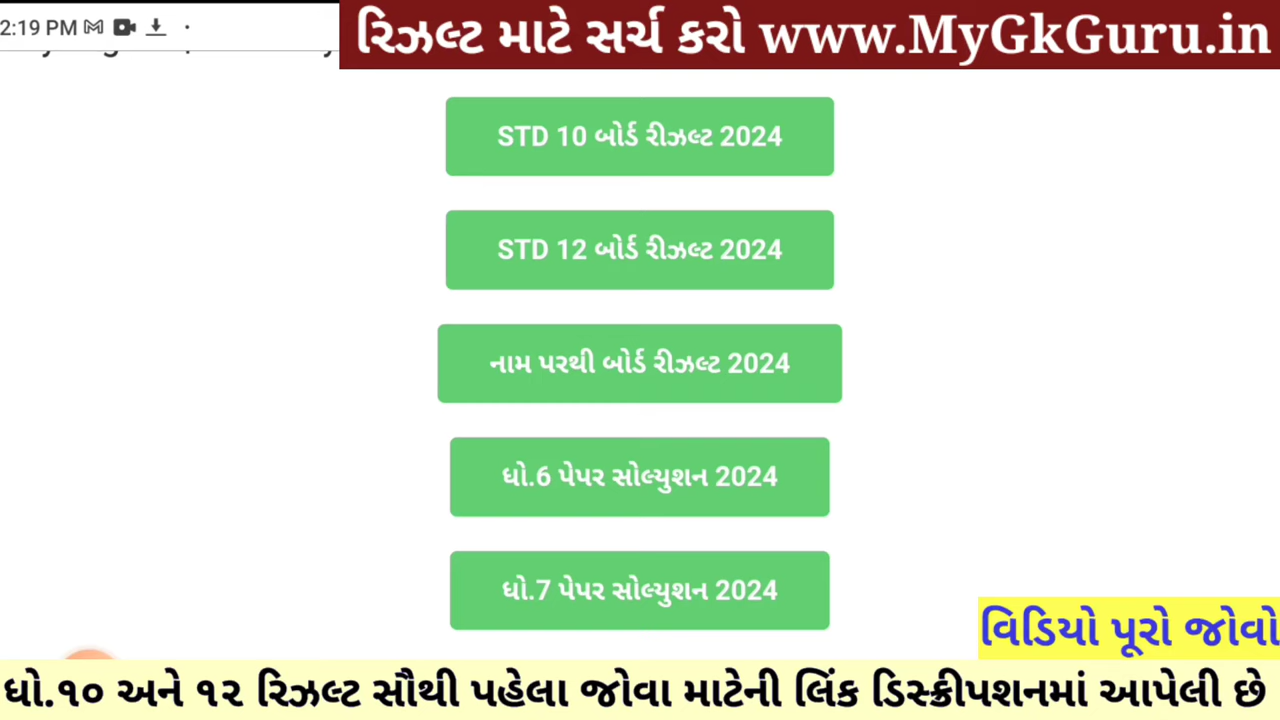 રિઝલ્ટ માટે સર્ચ કરો www.MyGkGuru.in
2:19 PM
STD 10 બોર્ડ રીઝલ્ટ 2024
STD 12 બોર્ડ રીઝલ્ટ 2024
નામ પરથી બોર્ડ રીઝલ્ટ 2024
ધો.6 પેપર સોલ્યુશન 2024
ધો.7 પેપર સોલ્યુશન 2024
વિડિયો પૂરો જોવો
ધો.૧૦ અને ૧૨ રિઝલ્ટ સૌથી પહેલા જોવા માટેની લિંક ડિસ્ક્રીપશનમાં આપેલી છે